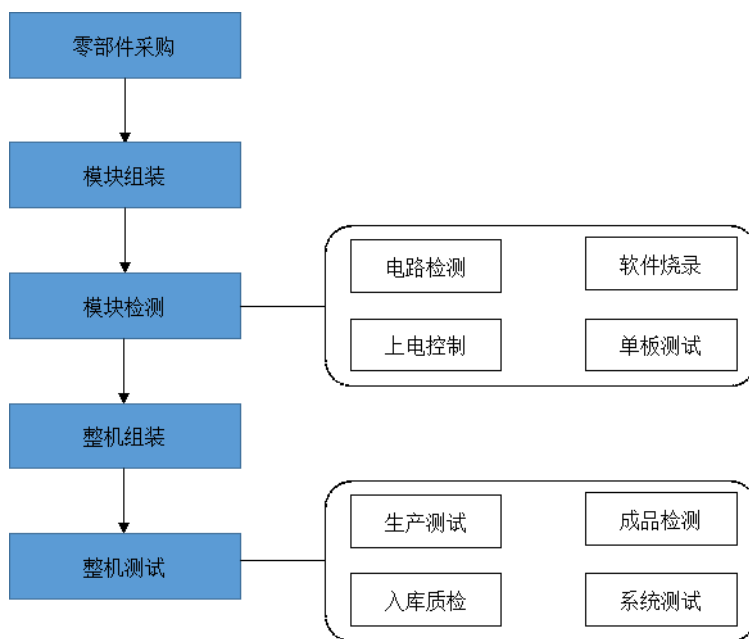 零部件采购
模块组装
模块检测
电路检测
软件烧录
上电控制
单板测试
整机组装
整机测试
生产测试
成品检测
入库质检
系统测试